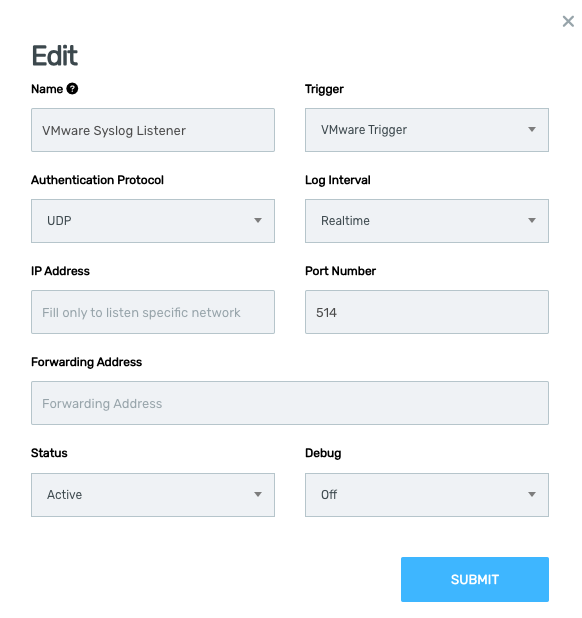 Edit
Name ?
Trigger
VMware Syslog Listener
VMware Trigger
Authentication Protocol
Log Interval
UDP
Realtime
IP Address
Port Number
Fill only to listen specific network
514
Forwarding Address
Forwarding Address
Status
Debug
Active
Off
SUBMIT